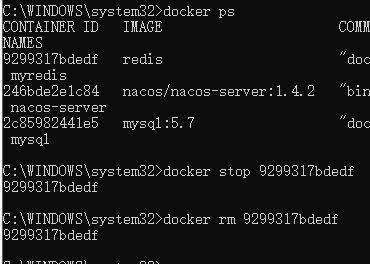 C:\WINDOWS\system32>docker ps
CONTAINER ID IMAGE COMM
NAMES
9299317bdedf redis "doc
myredis
246bde2e1c84 nacos/nacos-server:1.4.2 "bin
nacos-server
2c85982441e5 mysql:5.7 "doc
mysql
C:\WINDOWS\system32>docker stop 9299317bdedf
9299317bdedf
C:\WINDOWS\system32>docker rm 9299317bdedf
9299317bdedf